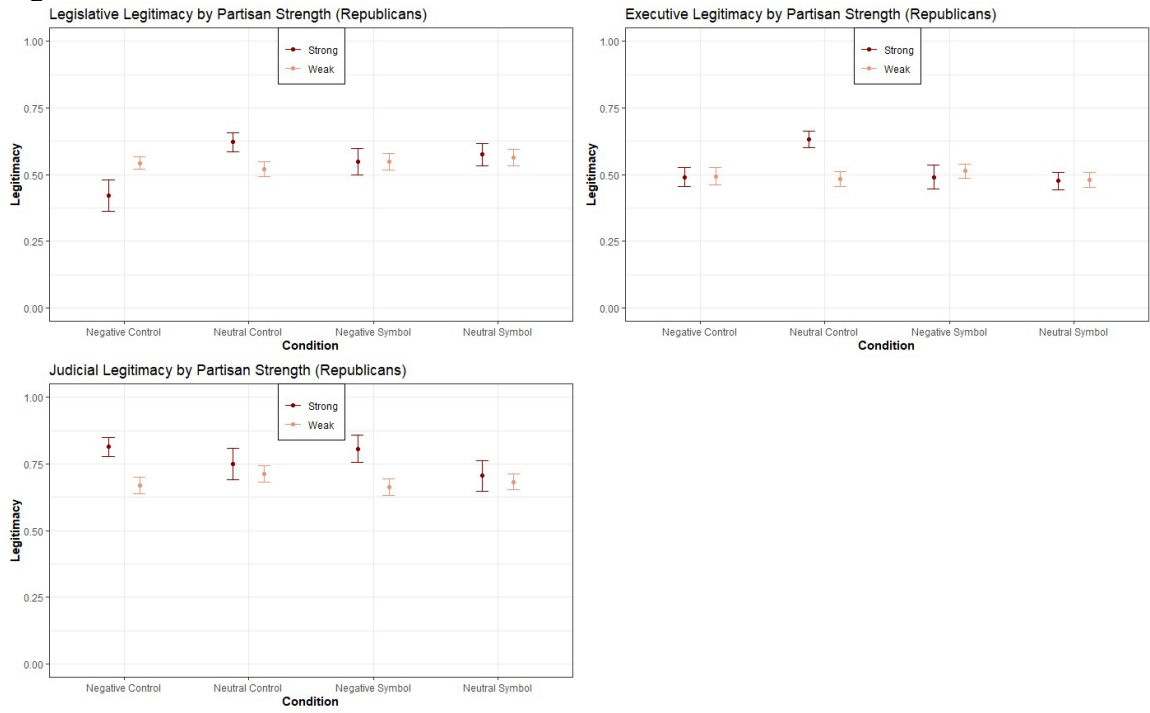 Legislative Legitimacy by Partisan Strength (Republicans)
1.00
0.75
0.50
0.25
0.00
Legitimacy
Strong
Weak
Negative Control Neutral Control Negative Symbol Neutral Symbol
Condition
Executive Legitimacy by Partisan Strength (Republicans)
1.00
0.75
0.50
0.25
0.00
Legitimacy
Strong
Weak
Negative Control Neutral Control Negative Symbol Neutral Symbol
Condition
Judicial Legitimacy by Partisan Strength (Republicans)
1.00
0.75
0.50
0.25
0.00
Legitimacy
Strong
Weak
Negative Control Neutral Control Negative Symbol Neutral Symbol
Condition